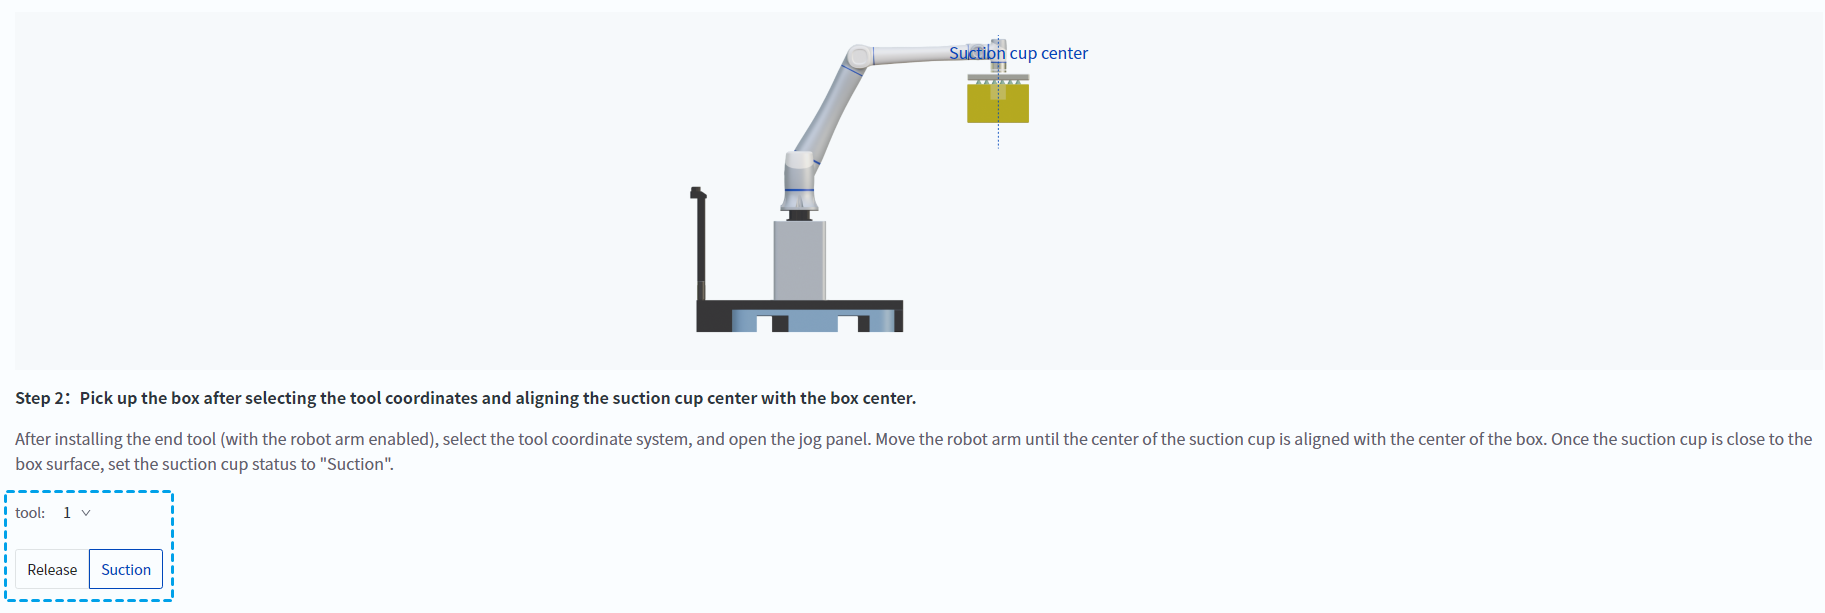 Suction cup center
Step 2：Pick up the box after selecting the tool coordinates and aligning the suction cup center with the box center.
After installing the end tool (with the robot arm enabled), select the tool coordinate system, and open the jog panel. Move the robot arm until the center of the suction cup is aligned with the center of the box. Once the suction cup is close to the
box surface, set the suction cup status to "Suction".
tool: 1
Release Suction